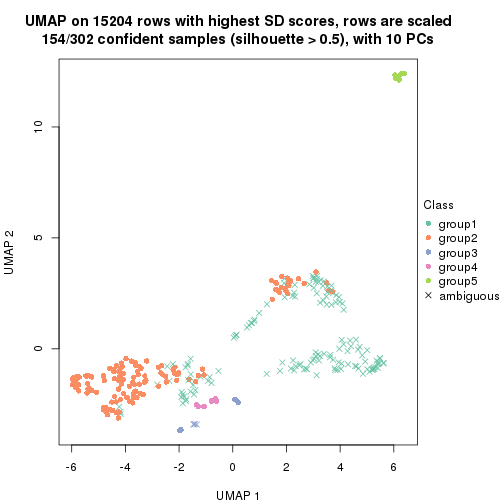 UMAP on 15204 rows with highest SD scores, rows are scaled
154/302 confident samples (silhouette > 0.5), with 10 PCs
10
5
0
UMAP 2
-6 -4 -2 0 2 4 6
UMAP 1
Class
group1
group2
group3
group4
group5
ambiguous